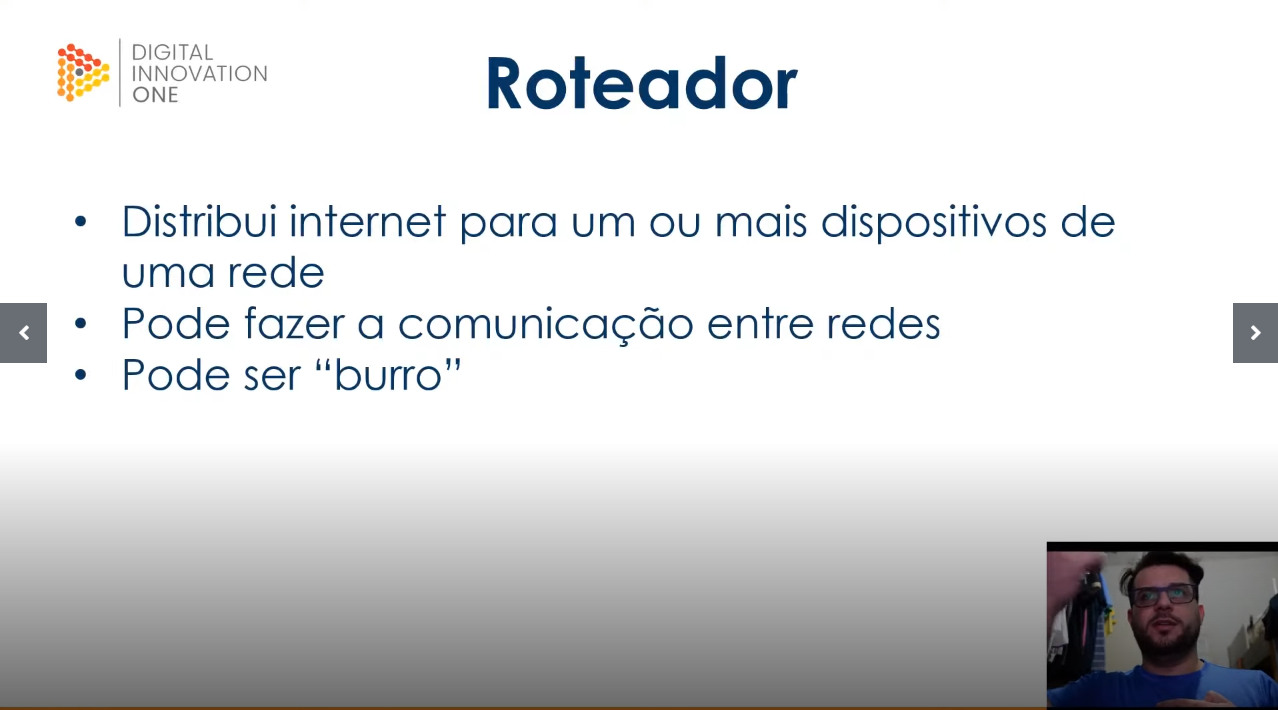 DIGITAL
INNOVATION
ONE
Roteador
• Distribui internet para um ou mais dispositivos de
uma rede
• Pode fazer a comunicação entre redes
• Pode ser “burro”